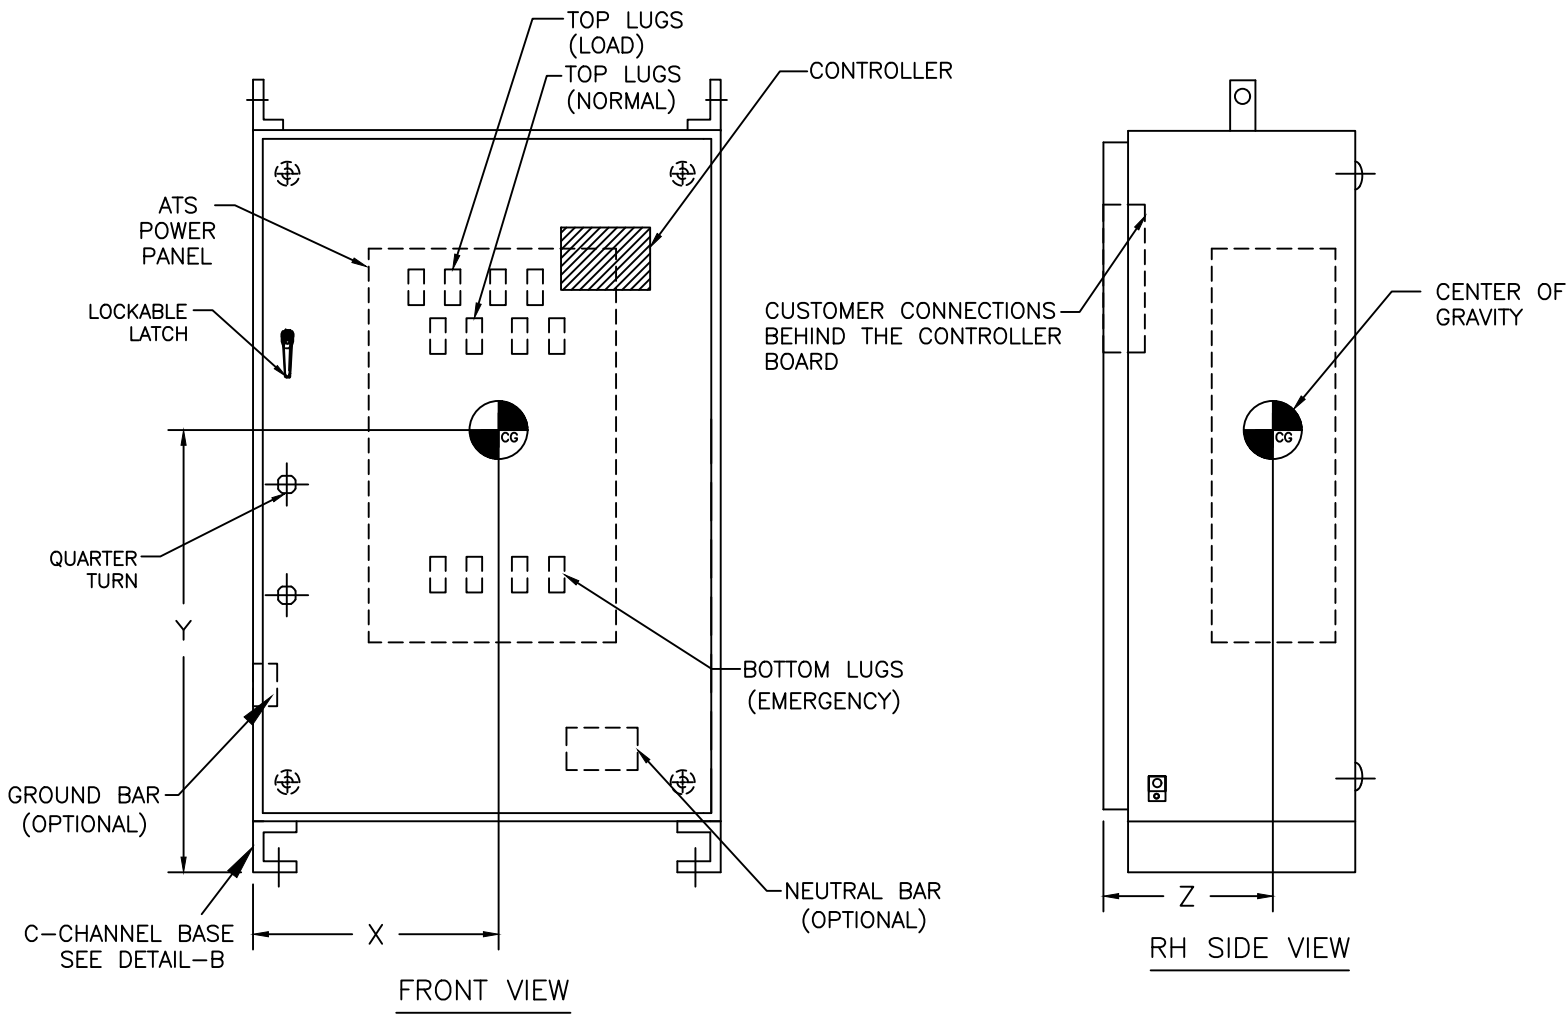 TOP LUGS
(LOAD)
TOP LUGS
(NORMAL)
CONTROLLER
ATS
POWER
PANEL
LOCKABLE
LATCH
CUSTOMER CONNECTIONS
BEHIND THE CONTROLLER
BOARD
CENTER OF
GRAVITY
CG
CG
QUARTER
TURN
Y
BOTTOM LUGS
(EMERGENCY)
GROUND BAR
(OPTIONAL)
NEUTRAL BAR
(OPTIONAL)
C-CHANNEL BASE
SEE DETAIL-B
X
Z
FRONT VIEW
RH SIDE VIEW